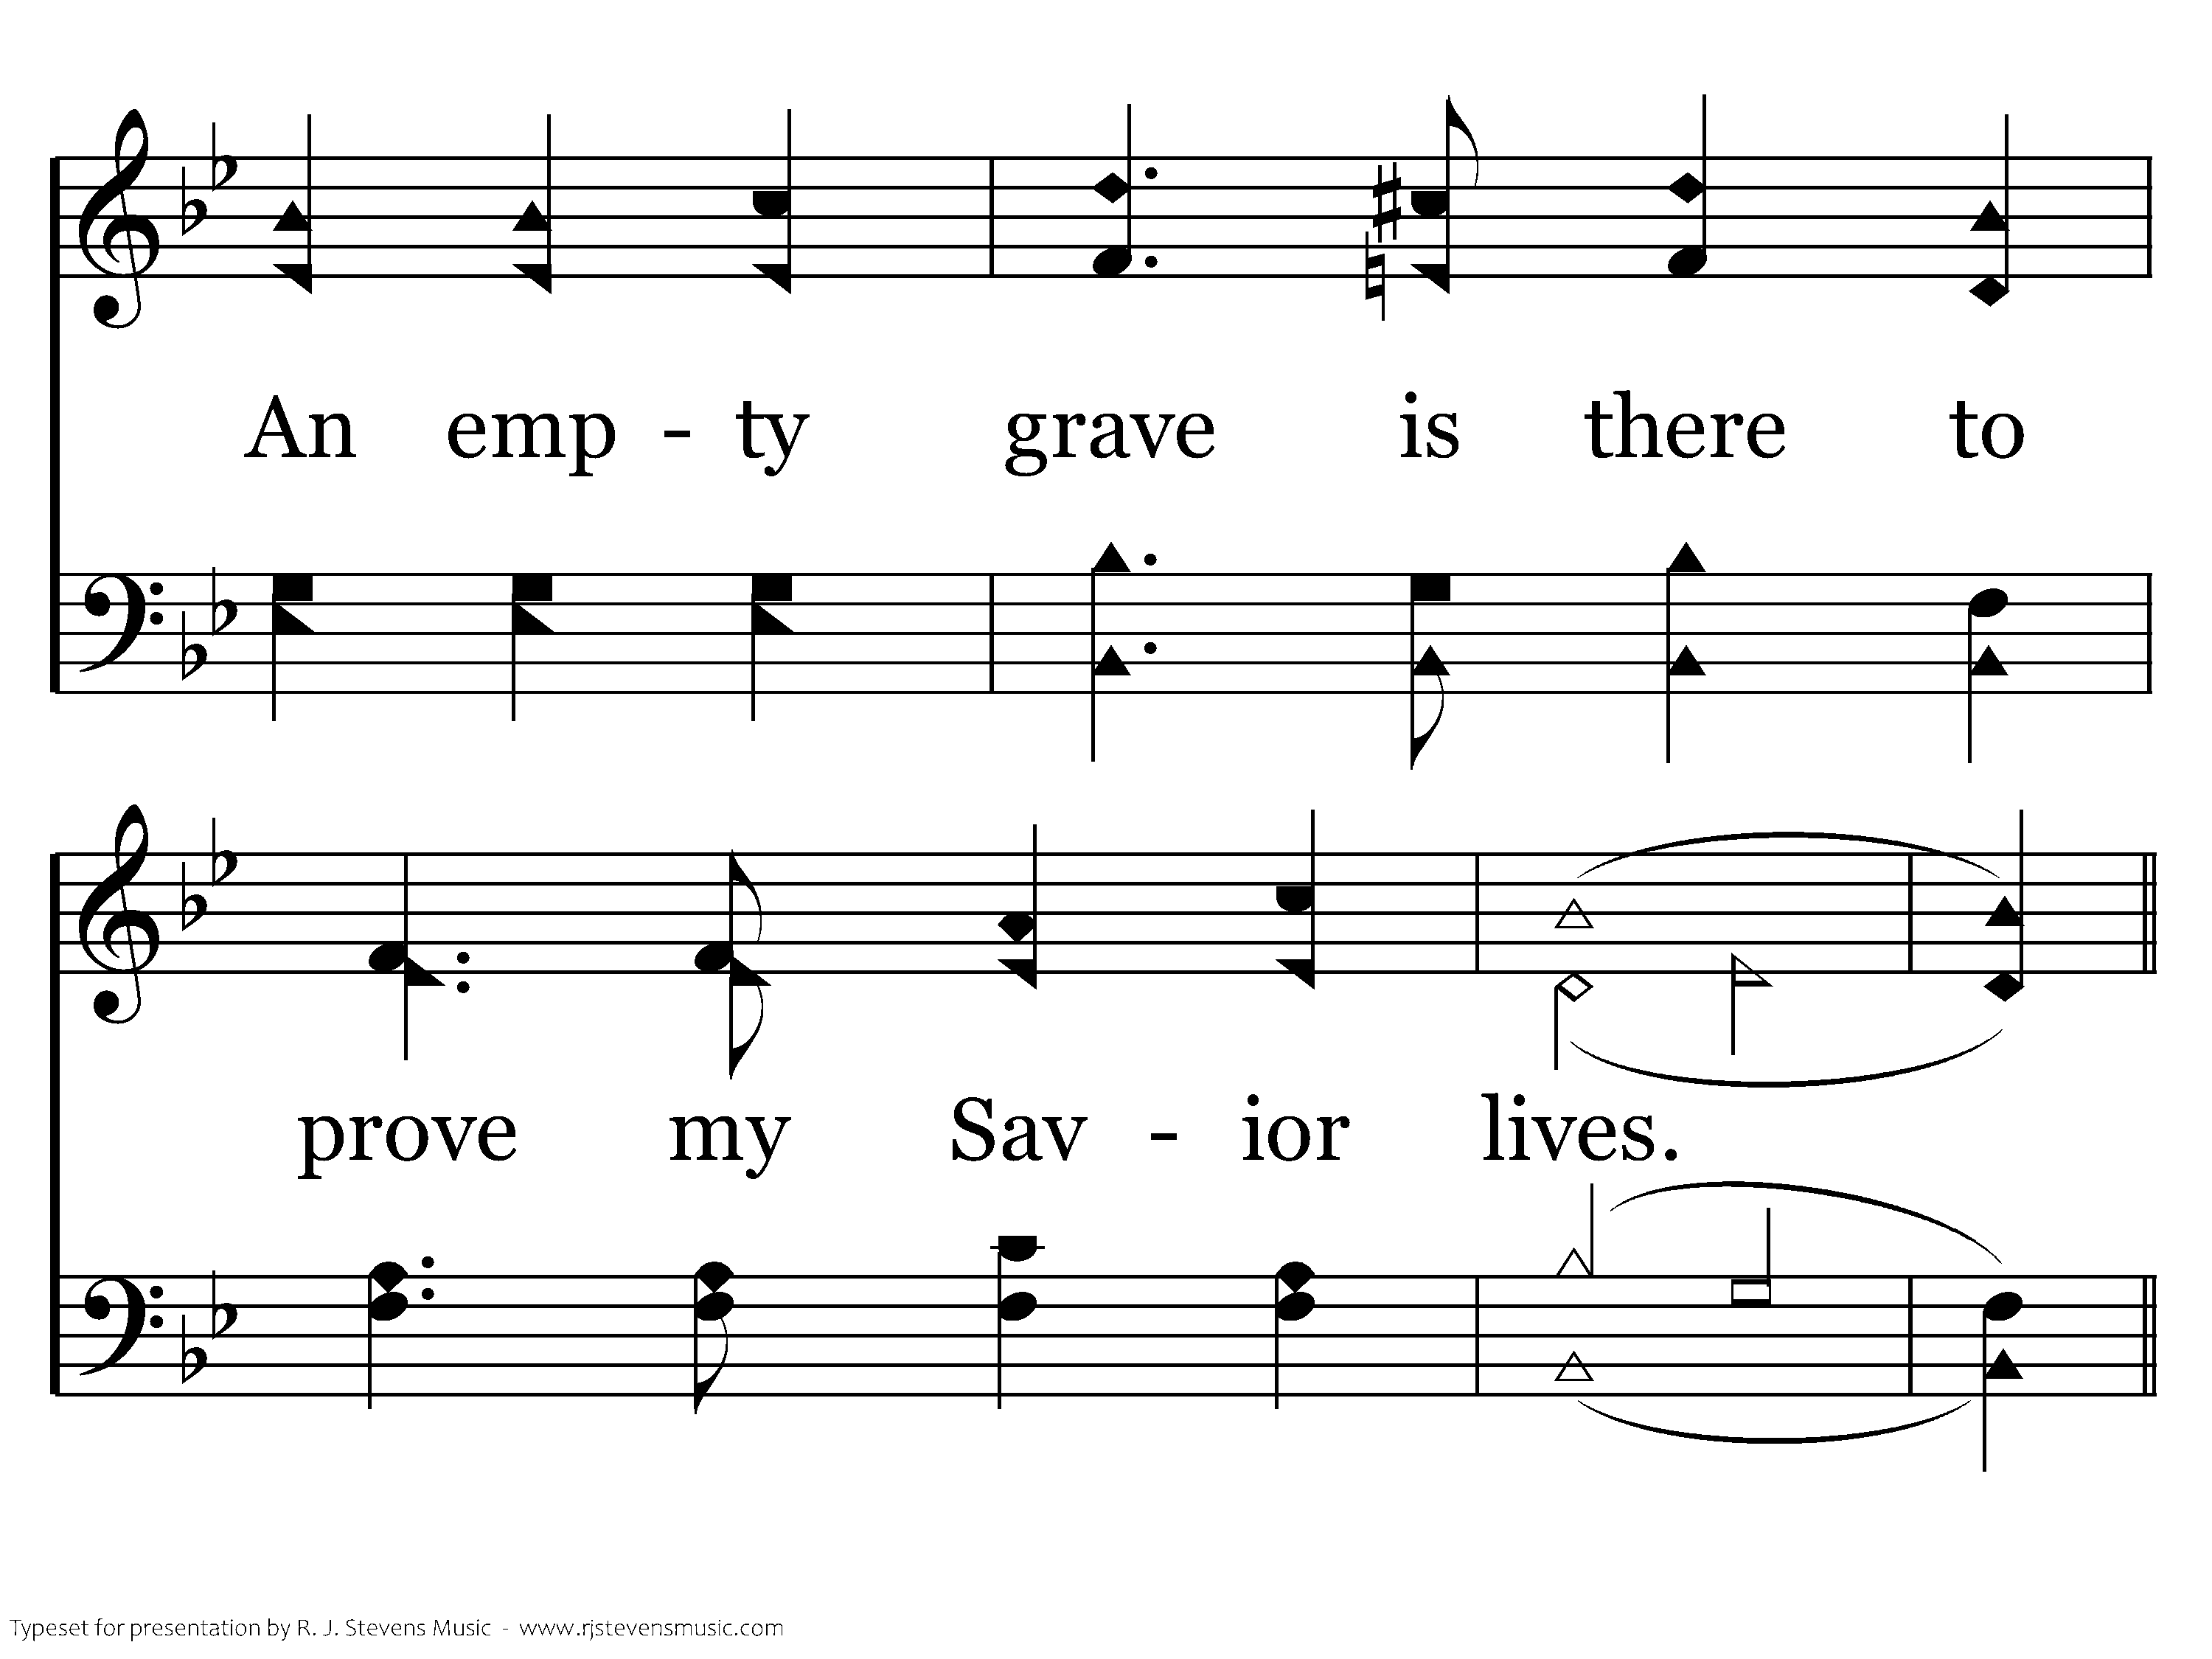 An emp - ty grave is there to
prove my Sav - ior lives.
Typeset for presentation by R. J. Stevens Music - www.rjstevensmusic.com